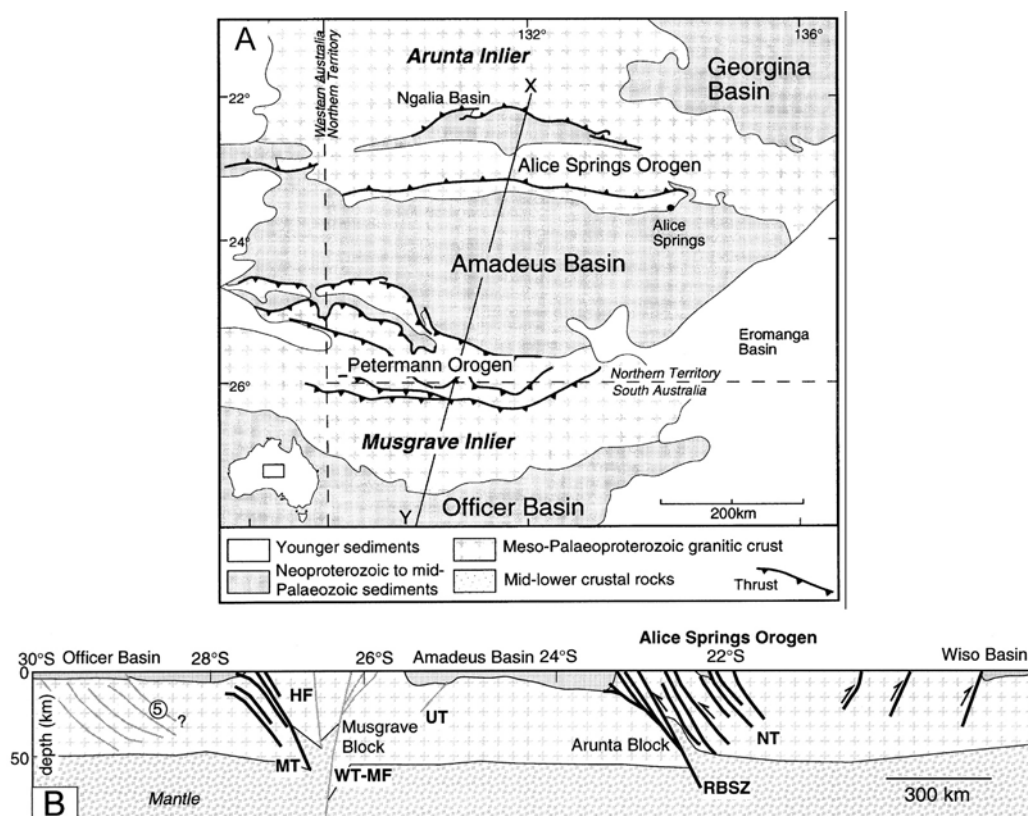 A
132°
136°
Western Australia
Northern Territory
Arunta Inlier
Georgina
Basin
X
22°
Ngalia Basin
Alice Springs Orogen
Alice
Springs
24°
Amadeus Basin
Eromanga
Basin
Petermann Orogen
Northern Territory
South Australia
26°
Musgrave Inlier
Officer Basin
Y
200km
Younger sediments
Meso-Palaeoproterozoic granitic crust
Neoproterozoic to mid-
Palaeozoic sediments
Mid-lower crustal rocks
Thrust
Alice Springs Orogen
30°S Officer Basin 28°S 26°S Amadeus Basin 24°S 22°S Wiso Basin
0
depth (km)
50
5
?
HF
Musgrave
Block
UT
Arunta Block
NT
MT
WT-MF
RBSZ
300 km
Mantle
B